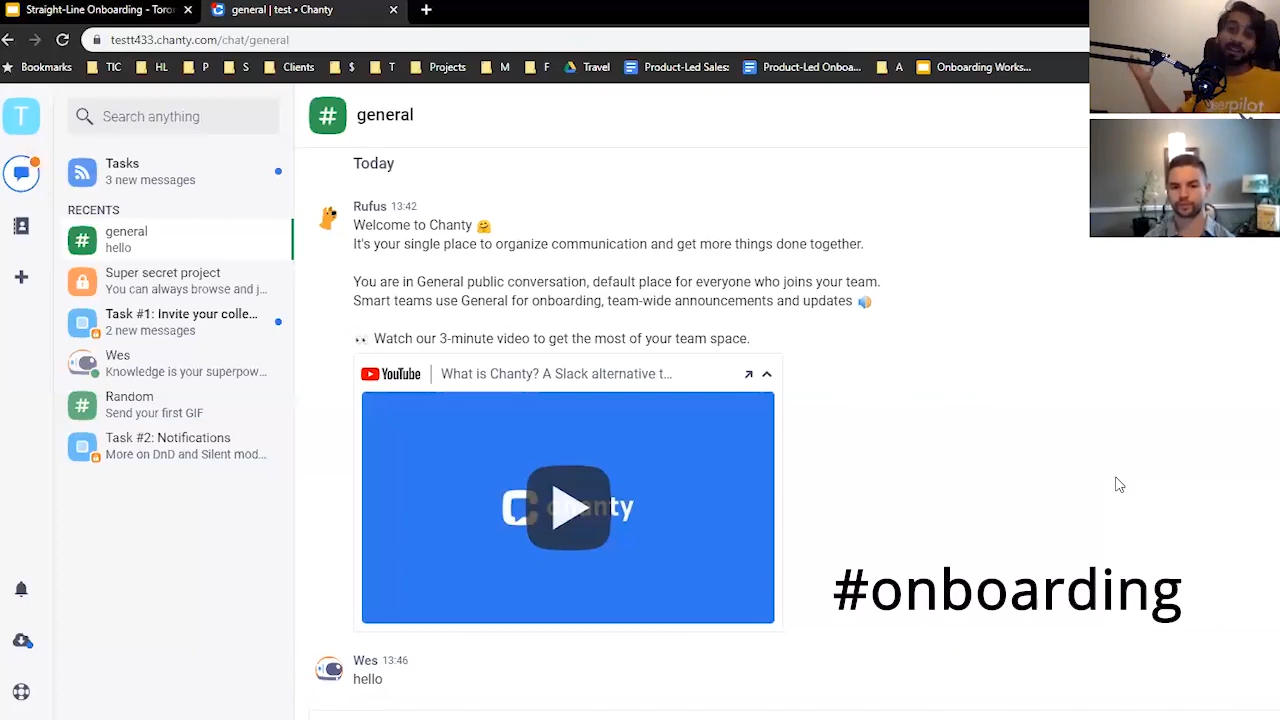 Straight-Line Onboarding - Toro
general | test • Chanty
testt433.chanty.com/chat/general
Bookmarks TIC HL P S Clients $ T Projects M F Travel Product-Led Sales: Product-Led Onboa... A Onboarding Works...
erpilot
T
Search anything
# general
Tasks
3 new messages
RECENTS
# general
hello
Super secret project
You can always browse and j...
Task #1: Invite your colle...
2 new messages
Wes
Knowledge is your superpow...
# Random
Send your first GIF
Task #2: Notifications
More on DnD and Silent mod...
Today
Rufus 13:42
Welcome to Chanty
It's your single place to organize communication and get more things done together.
You are in General public conversation, default place for everyone who joins your team.
Smart teams use General for onboarding, team-wide announcements and updates
Watch our 3-minute video to get the most of your team space.
YouTube What is Chanty? A Slack alternative t...
chanty
#onboarding
Wes 13:46
hello